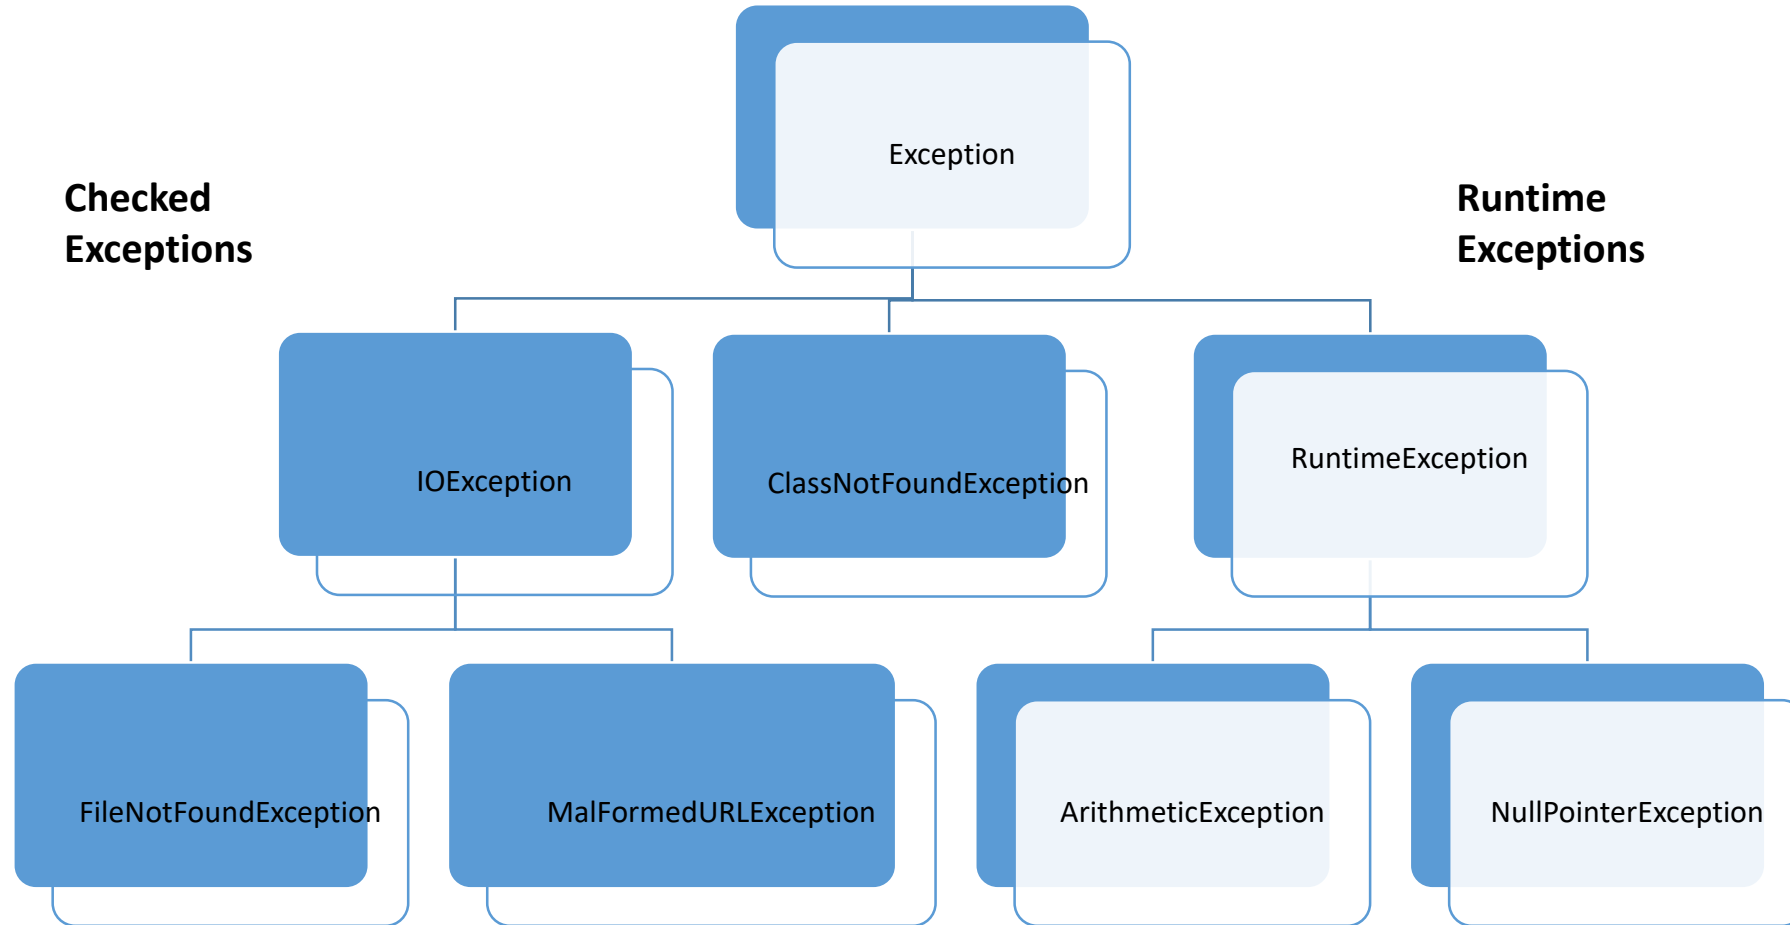 Exception
Checked
Exceptions
Runtime
Exceptions
IOException
ClassNotFoundException
RuntimeException
FileNotFoundException
MalFormedURLException
ArithmeticException
NullPointerException